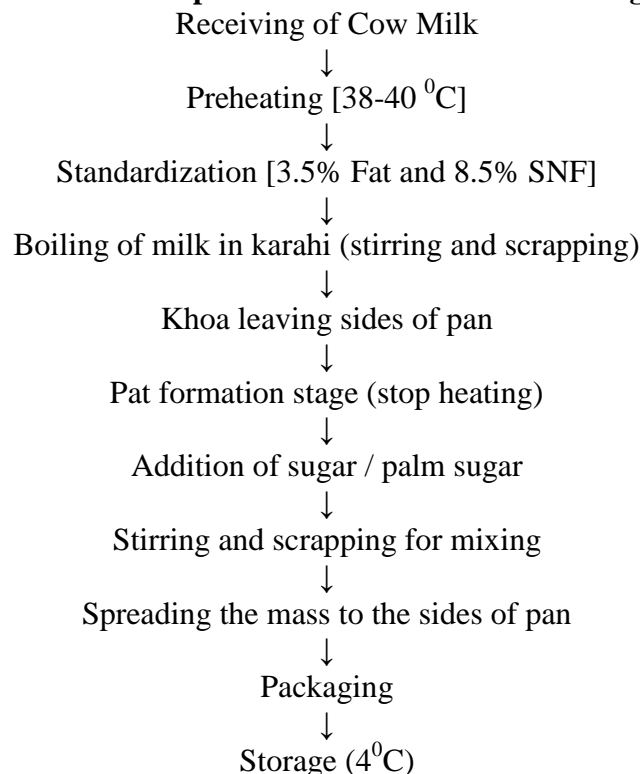 Receiving of Cow Milk
↓
Preheating [38-40 ⁰C]
↓
Standardization [3.5% Fat and 8.5% SNF]
↓
Boiling of milk in karahi (stirring and scrapping)
↓
Khoa leaving sides of pan
↓
Pat formation stage (stop heating)
↓
Addition of sugar / palm sugar
↓
Stirring and scrapping for mixing
↓
Spreading the mass to the sides of pan
↓
Packaging
↓
Storage (4⁰C)